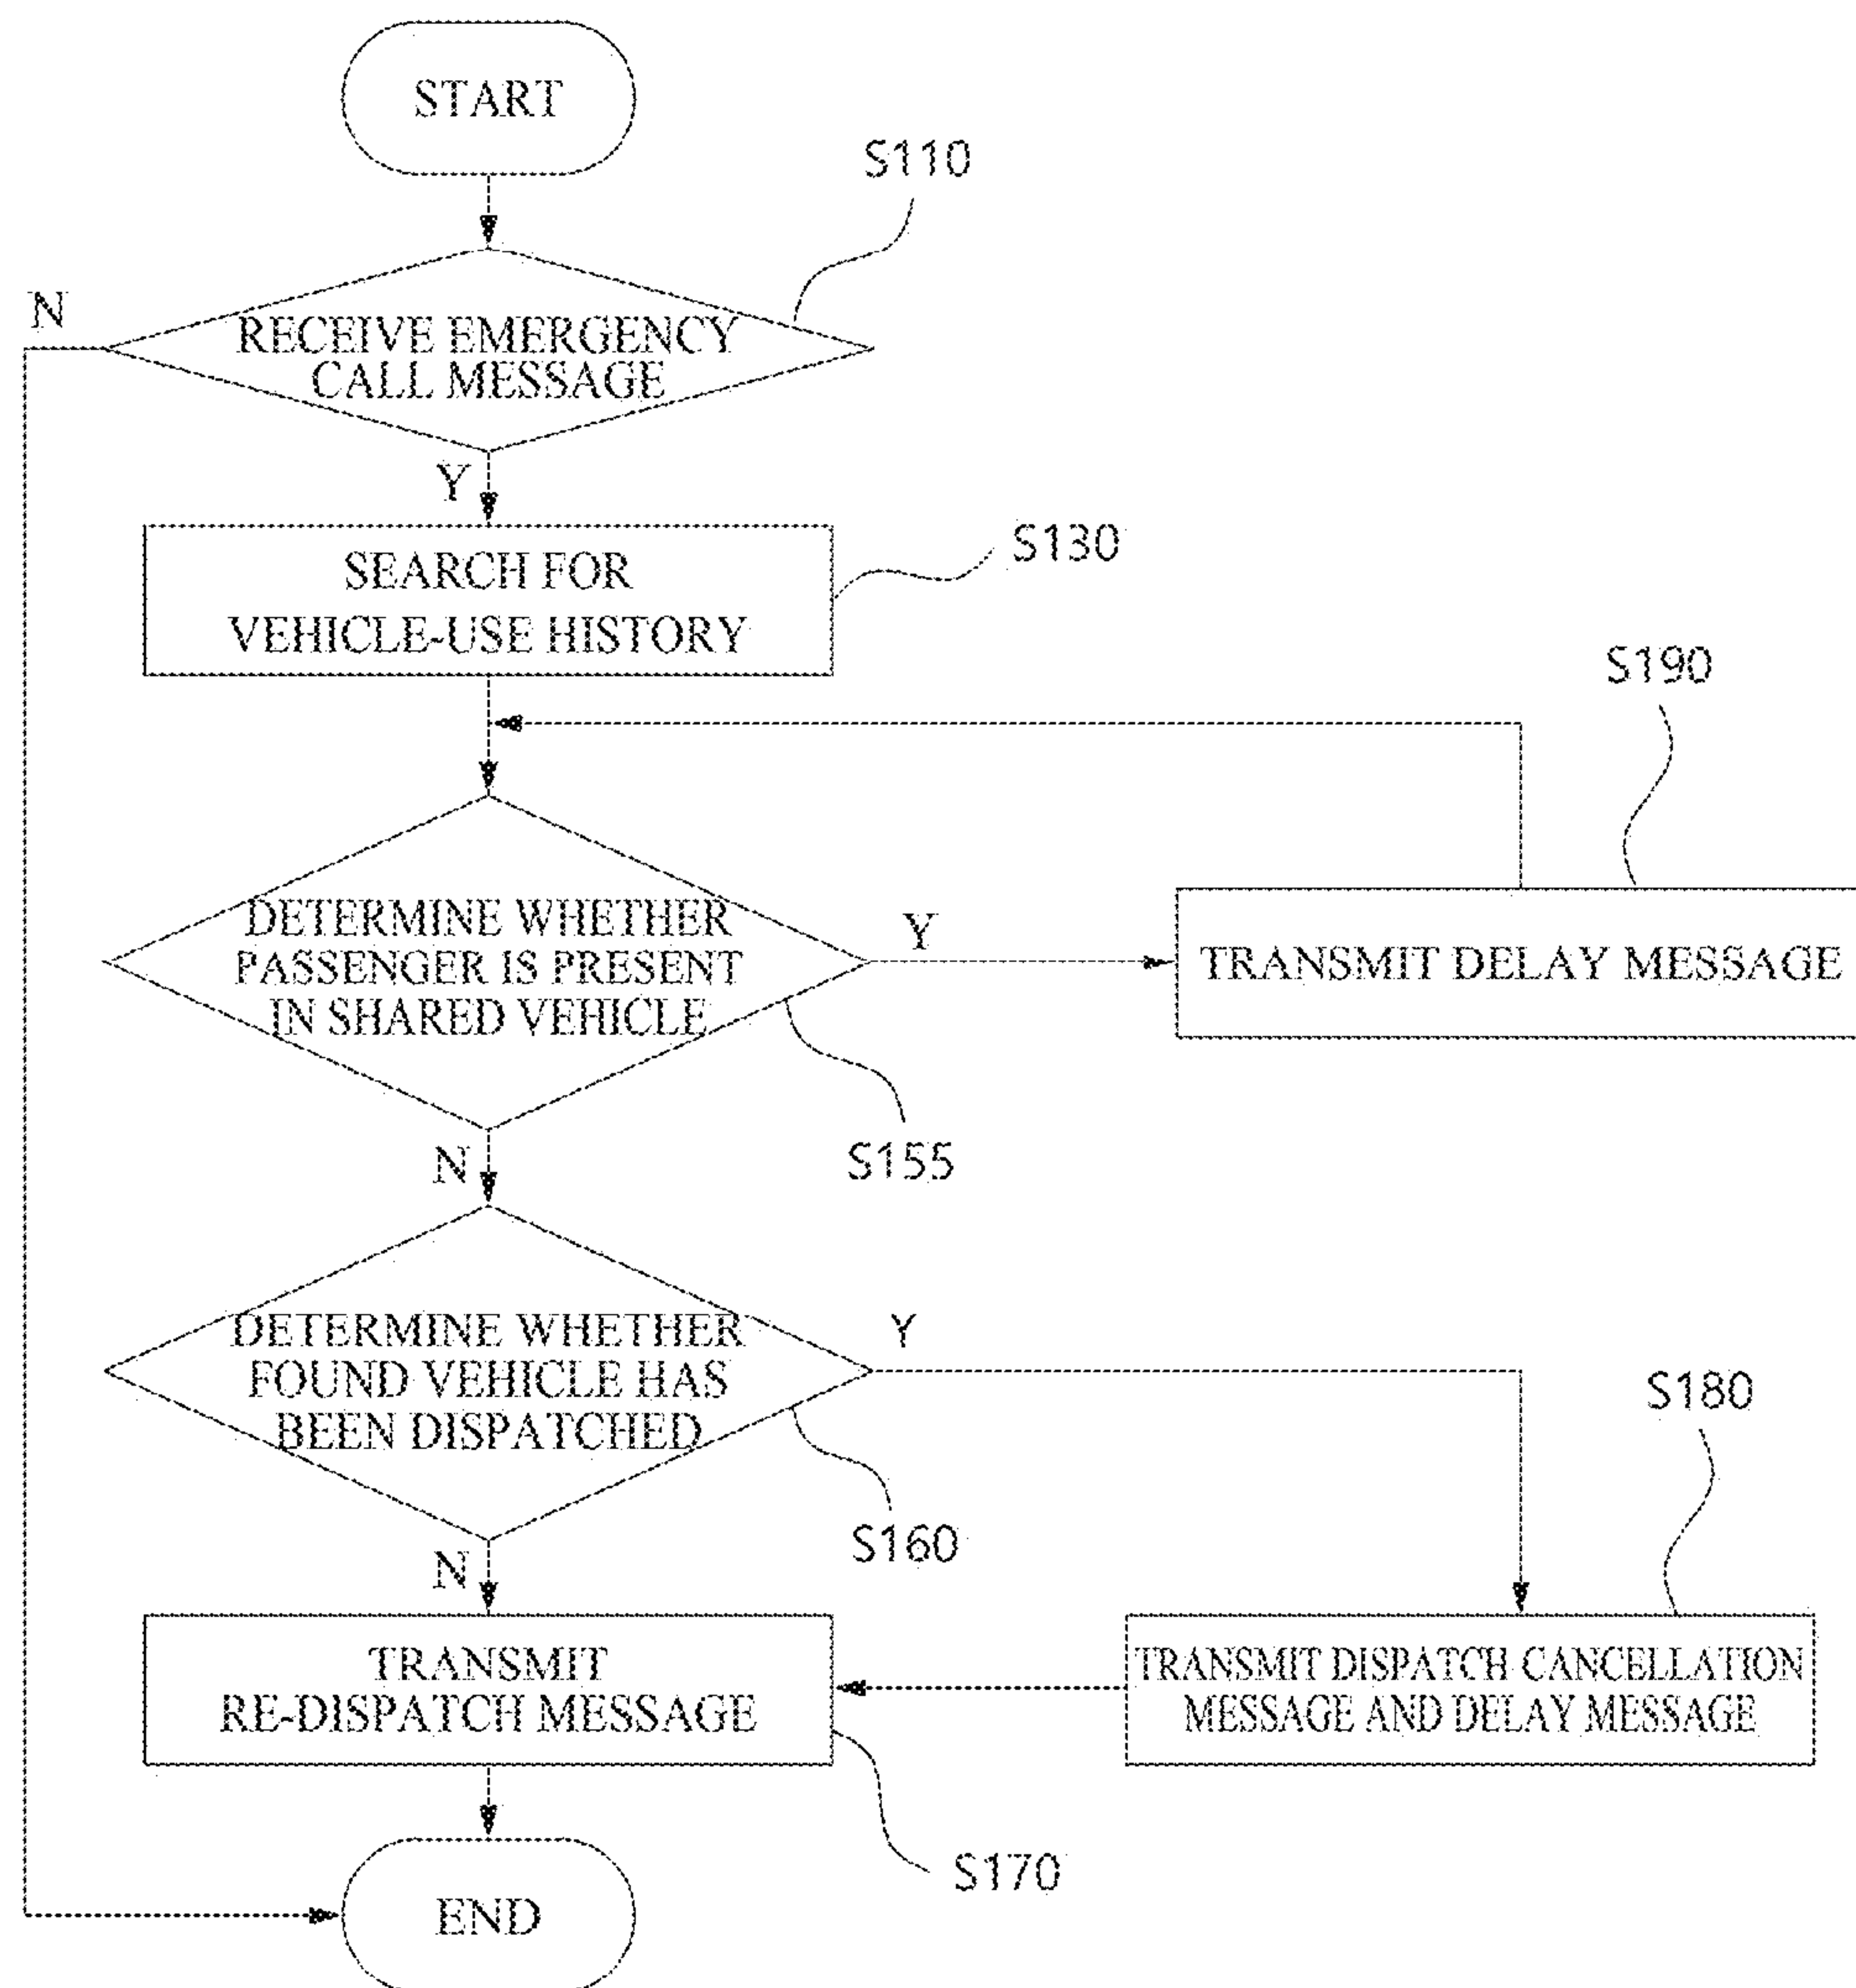 START
S110
N
RECEIVE EMERGENCY
CALL MESSAGE
Y
SEARCH FOR
VEHICLE-USE HISTORY
S130
S190
DETERMINE WHETHER
PASSENGER IS PRESENT
IN SHARED VEHICLE
Y
TRANSMIT DELAY MESSAGE
S155
N
DETERMINE WHETHER
FOUND VEHICLE HAS
BEEN DISPATCHED
Y
S180
S160
N
TRANSMIT
RE-DISPATCH MESSAGE
TRANSMIT DISPATCH CANCELLATION
MESSAGE AND DELAY MESSAGE
S170
END